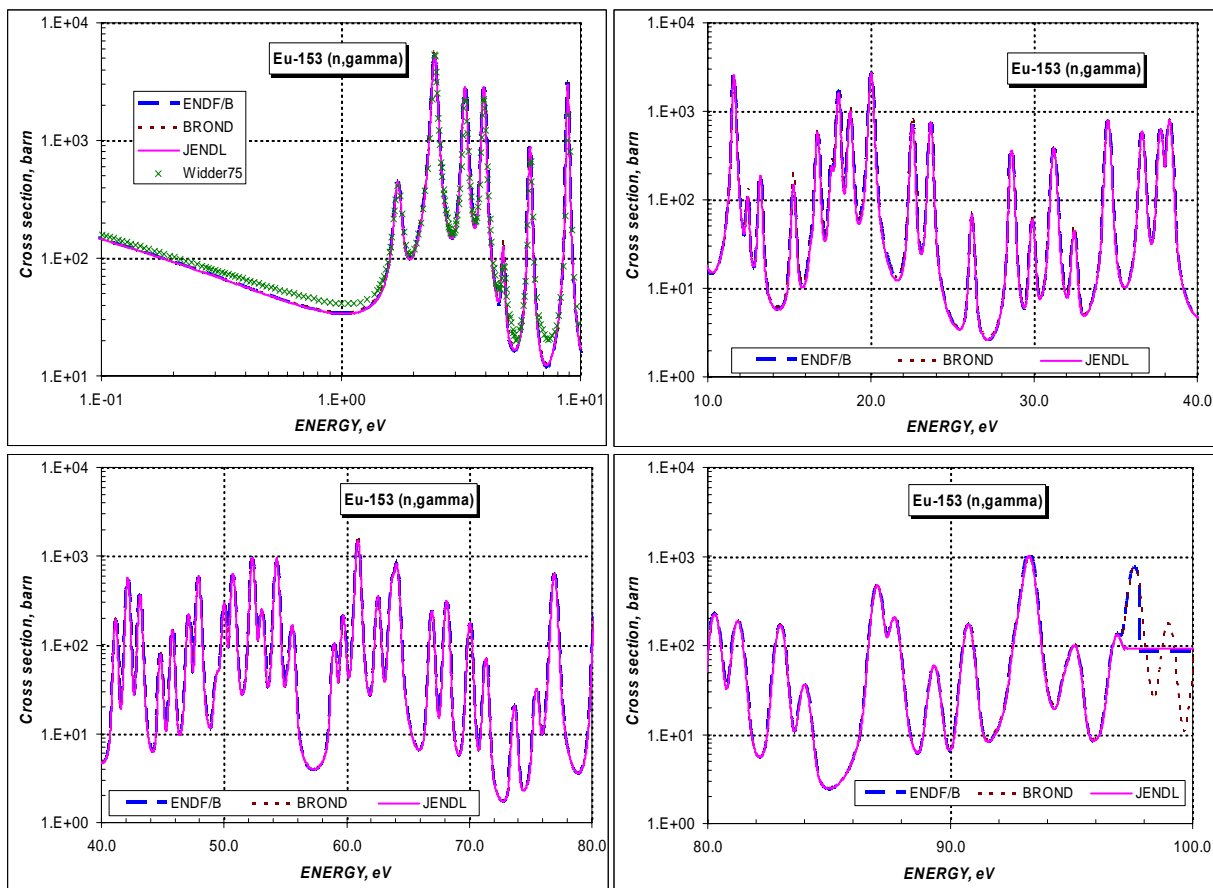 1.E+04
1.E+03
1.E+02
1.E+01
Cross section, barn
Eu-153 (n,gamma)
ENDF/B
BROND
JENDL
Widder75
1.E-01 1.E+00 1.E+01
ENERGY, eV
1.E+04
1.E+03
1.E+02
1.E+01
1.E+00
Cross section, barn
Eu-153 (n,gamma)
ENDF/B BROND JENDL
10.0 20.0 30.0 40.0
ENERGY, eV
1.E+04
1.E+03
1.E+02
1.E+01
1.E+00
Cross section, barn
Eu-153 (n,gamma)
ENDF/B BROND JENDL
40.0 50.0 60.0 70.0 80.0
ENERGY, eV
1.E+04
1.E+03
1.E+02
1.E+01
1.E+00
Cross section, barn
Eu-153 (n,gamma)
ENDF/B BROND JENDL
80.0 90.0 100.0
ENERGY, eV